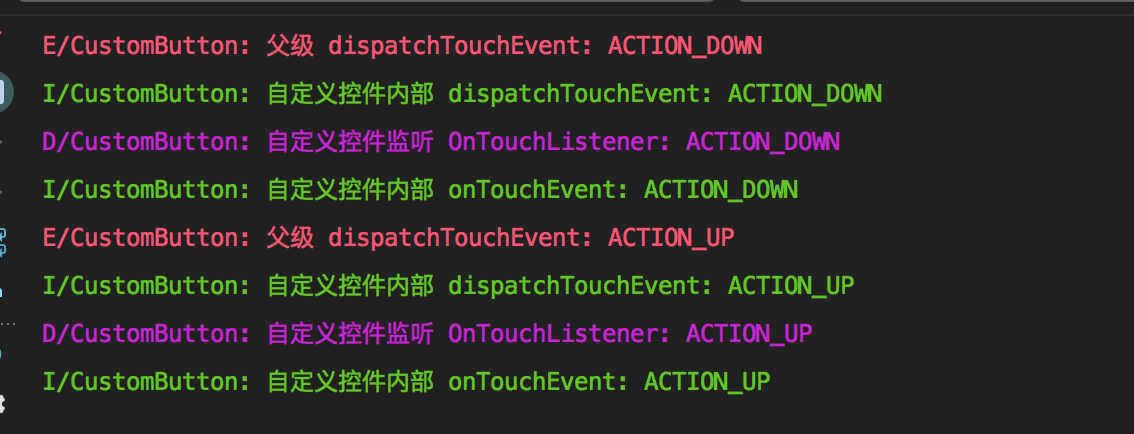 E/CustomButton: 父级 dispatchTouchEvent: ACTION_DOWN
I/CustomButton: 自定义控件内部 dispatchTouchEvent: ACTION_DOWN
D/CustomButton: 自定义控件监听 OnTouchListener: ACTION_DOWN
I/CustomButton: 自定义控件内部 onTouchEvent: ACTION_DOWN
E/CustomButton: 父级 dispatchTouchEvent: ACTION_UP
I/CustomButton: 自定义控件内部 dispatchTouchEvent: ACTION_UP
D/CustomButton: 自定义控件监听 OnTouchListener: ACTION_UP
I/CustomButton: 自定义控件内部 onTouchEvent: ACTION_UP